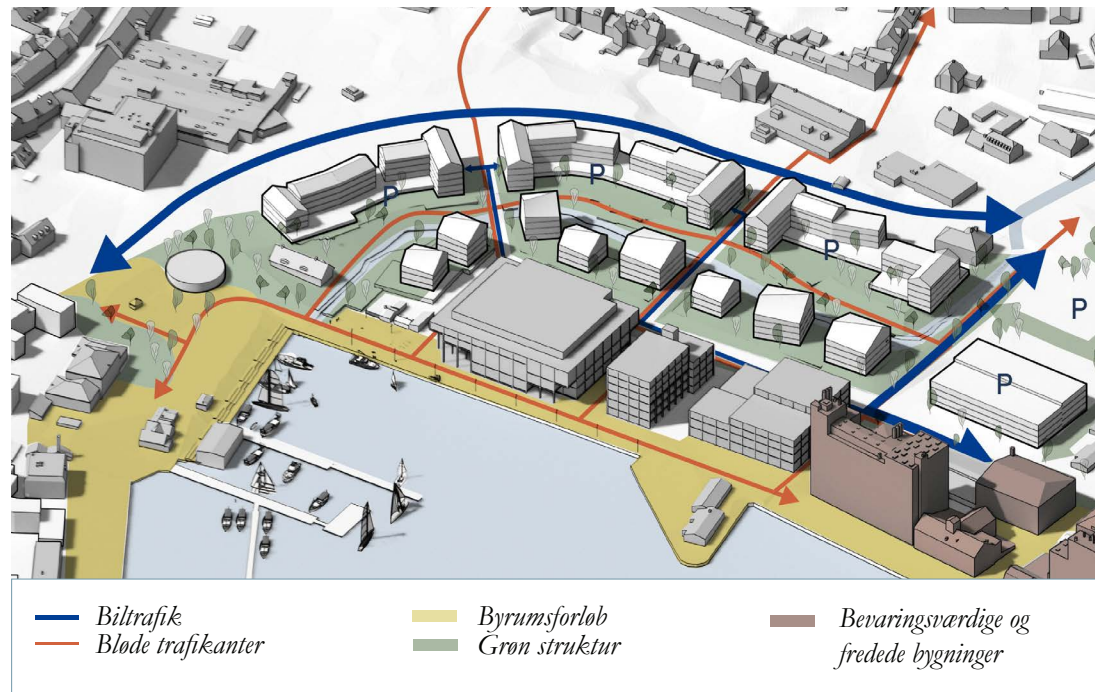 P
P
P
P
P
Biltrafik
Bløde trafikanter
Byrumsforløb
Grøn struktur
Bevaringsværdige og
fredede bygninger